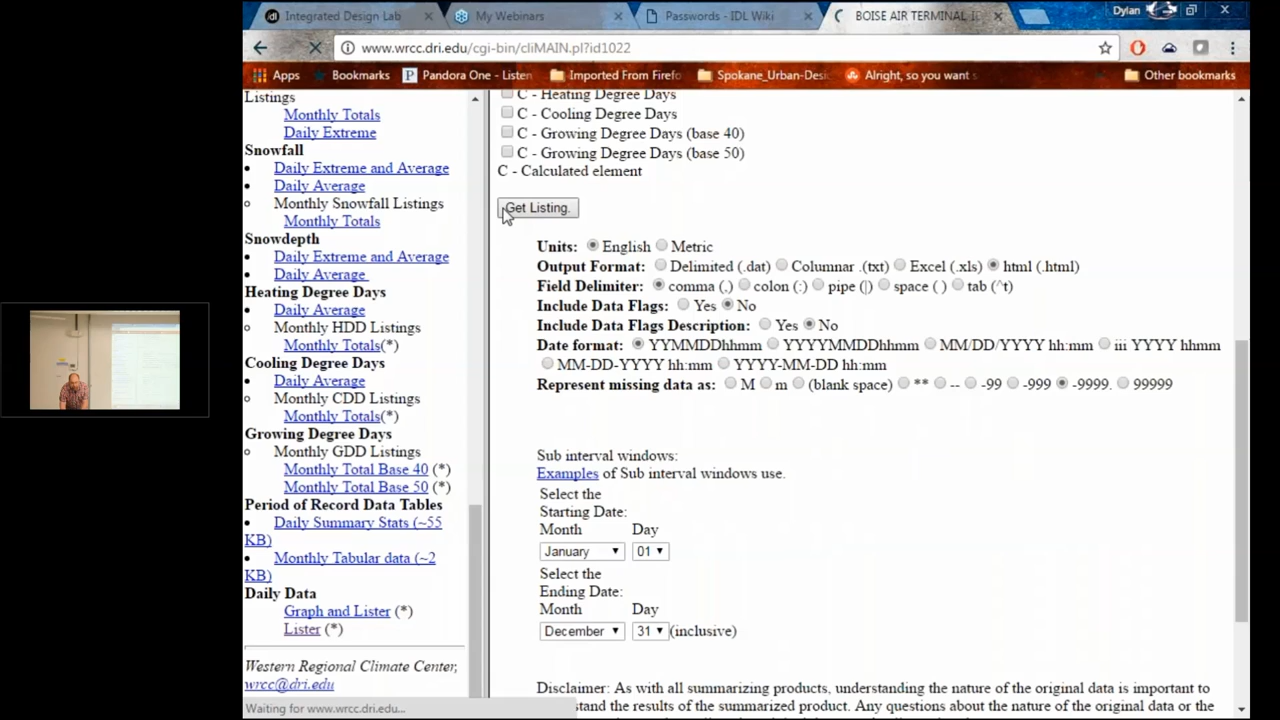 Integrated Design Lab
My Webinars
Passwords - IDL Wiki
BOISE AIR TERMINAL
Dylan
www.wrcc.dri.edu/cgi-bin/cliMAIN.pl?id1022
Apps
Bookmarks
Pandora One - Listen
Imported From Firefo
Spokane_Urban-Desi
Alright, so you want s
Other bookmarks
Listings
Monthly Totals
Daily Extreme
Snowfall
Daily Extreme and Average
Daily Average
Monthly Snowfall Listings
Monthly Totals
Snowdepth
Daily Extreme and Average
Daily Average
Heating Degree Days
Daily Average
Monthly HDD Listings
Monthly Totals(*)
Cooling Degree Days
Daily Average
Monthly CDD Listings
Monthly Totals(*)
Growing Degree Days
Monthly GDD Listings
Monthly Total Base 40 (*)
Monthly Total Base 50 (*)
Period of Record Data Tables
Daily Summary Stats (~55
KB)
Monthly Tabular data (~2
KB)
Daily Data
Graph and Lister (*)
Lister (*)
Western Regional Climate Center,
wrcc@dri.edu
Waiting for www.wrcc.dri.edu...
C - Heating Degree Days
C - Cooling Degree Days
C - Growing Degree Days (base 40)
C - Growing Degree Days (base 50)
C - Calculated element
Get Listing.
Units: English Metric
Output Format: Delimited (.dat) Columnar .(txt) Excel (.xls) html (.html)
Field Delimiter: comma (,) colon (:) pipe (|) space ( ) tab (^t)
Include Data Flags: Yes No
Include Data Flags Description: Yes No
Date format: YYMMDDhhmm YYYYMMDDhhmm MM/DD/YYYY hh:mm iii YYYY hhmm
MM-DD-YYYY hh:mm YYYY-MM-DD hh:mm
Represent missing data as: M m (blank space) ** -- -99 -999 -9999. 99999
Sub interval windows:
Examples of Sub interval windows use.
Select the
Starting Date:
Month Day
January 01
Select the
Ending Date:
Month Day
December 31 (inclusive)
Disclaimer: As with all summarizing products, understanding the nature of the original data is important to
stand the results of the summarized product. Any questions about the nature of the original data or the